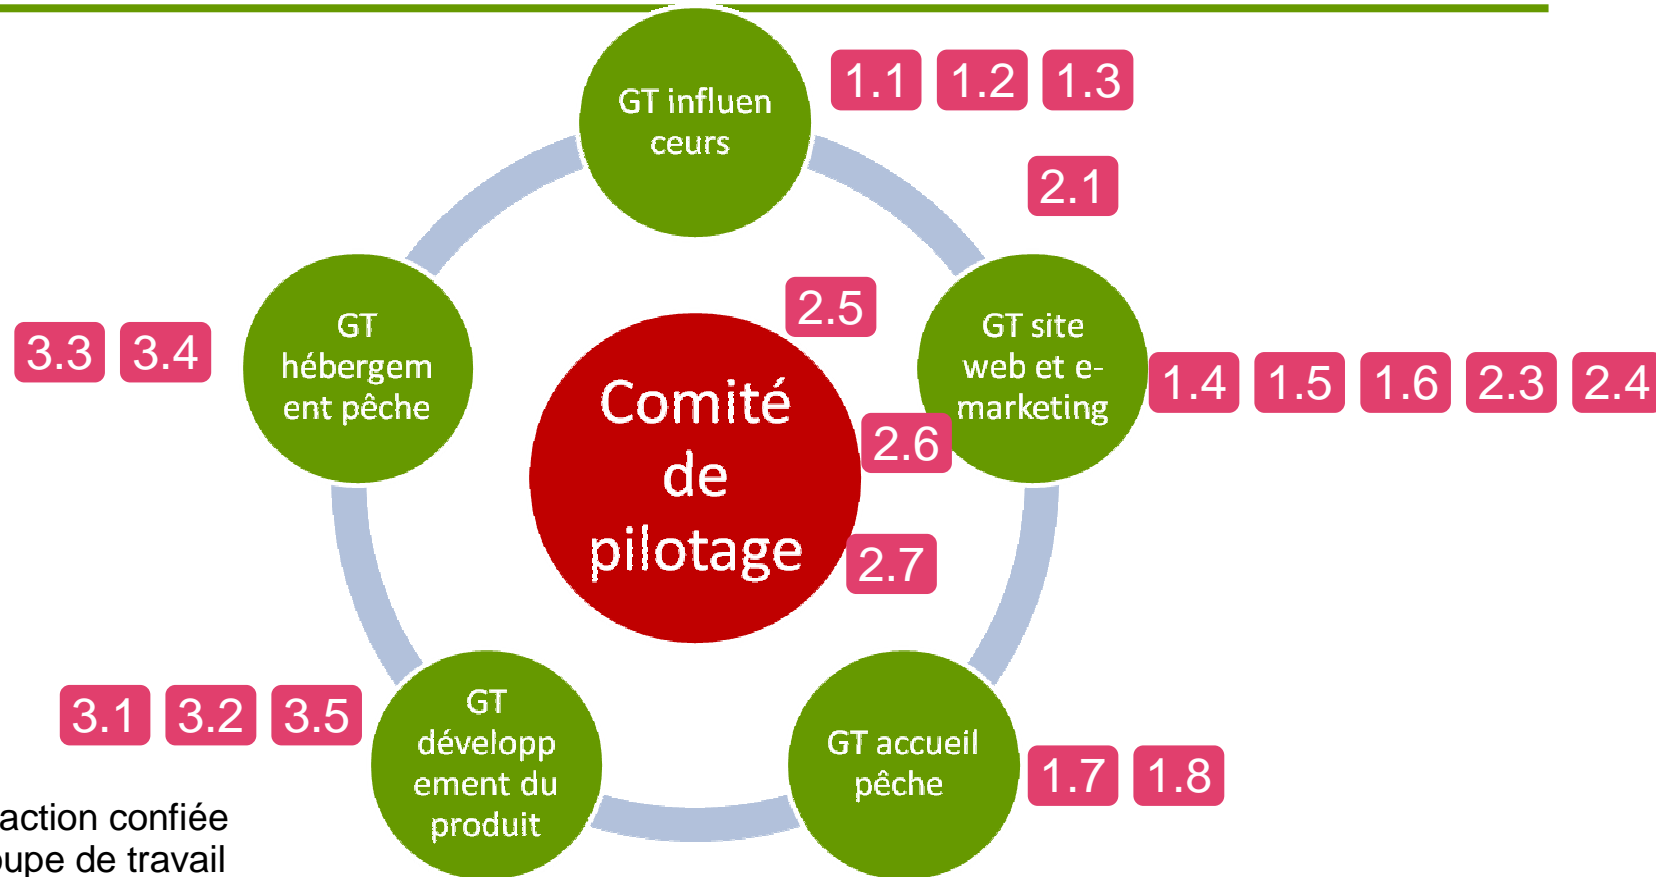 GT influen
ceurs
1.1 1.2 1.3
2.1
2.5
GT site
web et e-
marketing
1.4 1.5 1.6 2.3 2.4
GT
hébergem
ent pêche
3.3 3.4
Comité
de
pilotage
2.6
2.7
GT
développ
ement du
produit
3.1 3.2 3.5
GT accueil
pêche
1.7 1.8
action confiée
oupe de travail